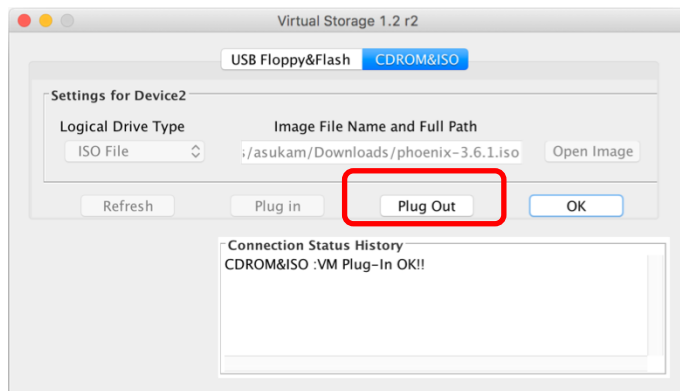 Virtual Storage 1.2 r2
USB Floppy&Flash CDROM&ISO
Settings for Device2
Logical Drive Type Image File Name and Full Path
ISO File ;/asukam/Downloads/phoenix-3.6.1.iso Open Image
Refresh Plug in Plug Out OK
Connection Status History
CDROM&ISO :VM Plug-In OK!!